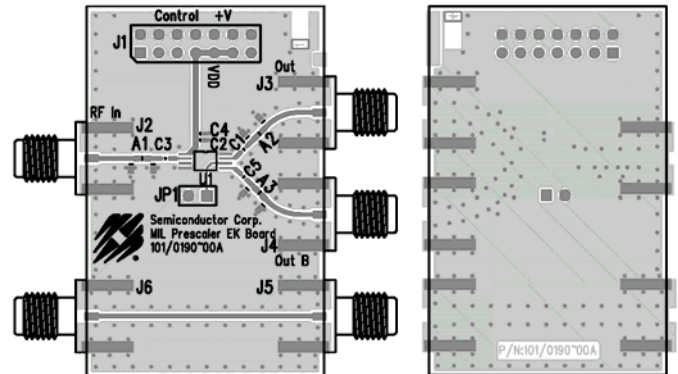 Control +V
J1
VDD
Out
J3
RF In
J2
A1 C3
C4
C2
C1
A2
C5
A3
U1
JP1
Semiconductor Corp.
MIL Prescaler EK Board
101/0190~00A
J4
Out B
J6
J5
P/N:101/0190~00A